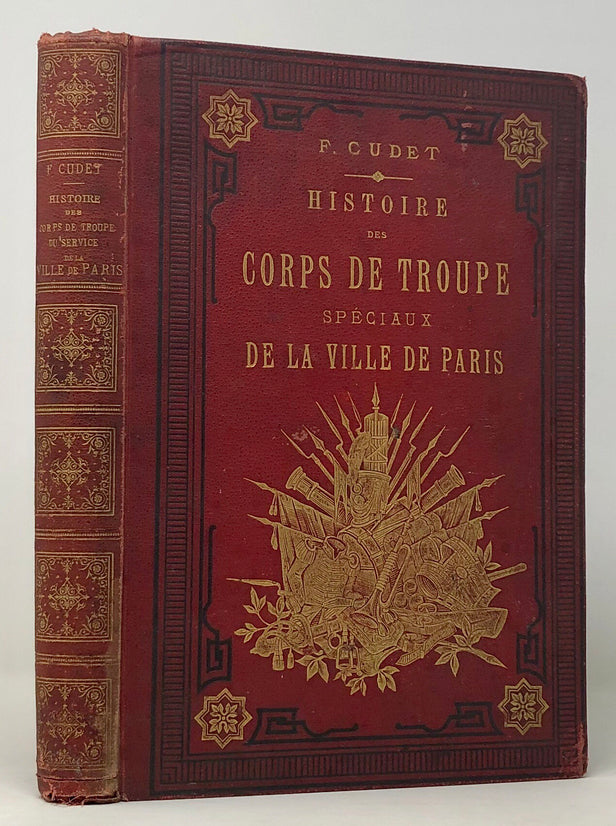 F. CUDET
HISTOIRE
DES
CORPS DE TROUPE
DU SERVICE
DE LA
VILLE DE PARIS
F. CUDET
HISTOIRE
DES
CORPS DE TROUPE
SPÉCIAUX
DE LA VILLE DE PARIS